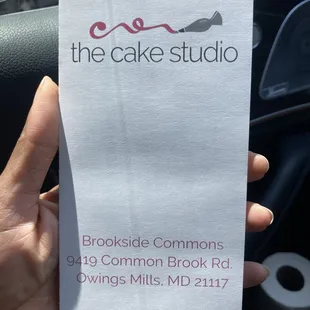 the cake studio
Brookside Commons
9419 Common Brook Rd.
Owings Mills, MD 21117